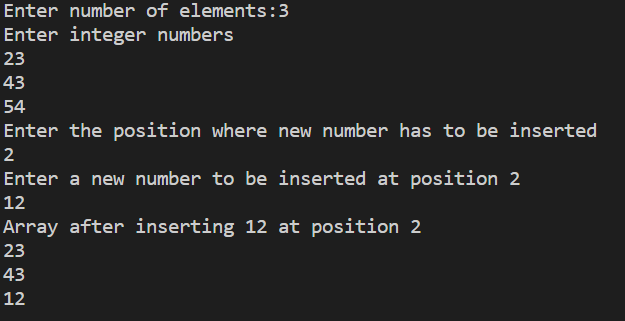 Enter number of elements:3
Enter integer numbers
23
43
54
Enter the position where new number has to be inserted
2
Enter a new number to be inserted at position 2
12
Array after inserting 12 at position 2
23
43
12